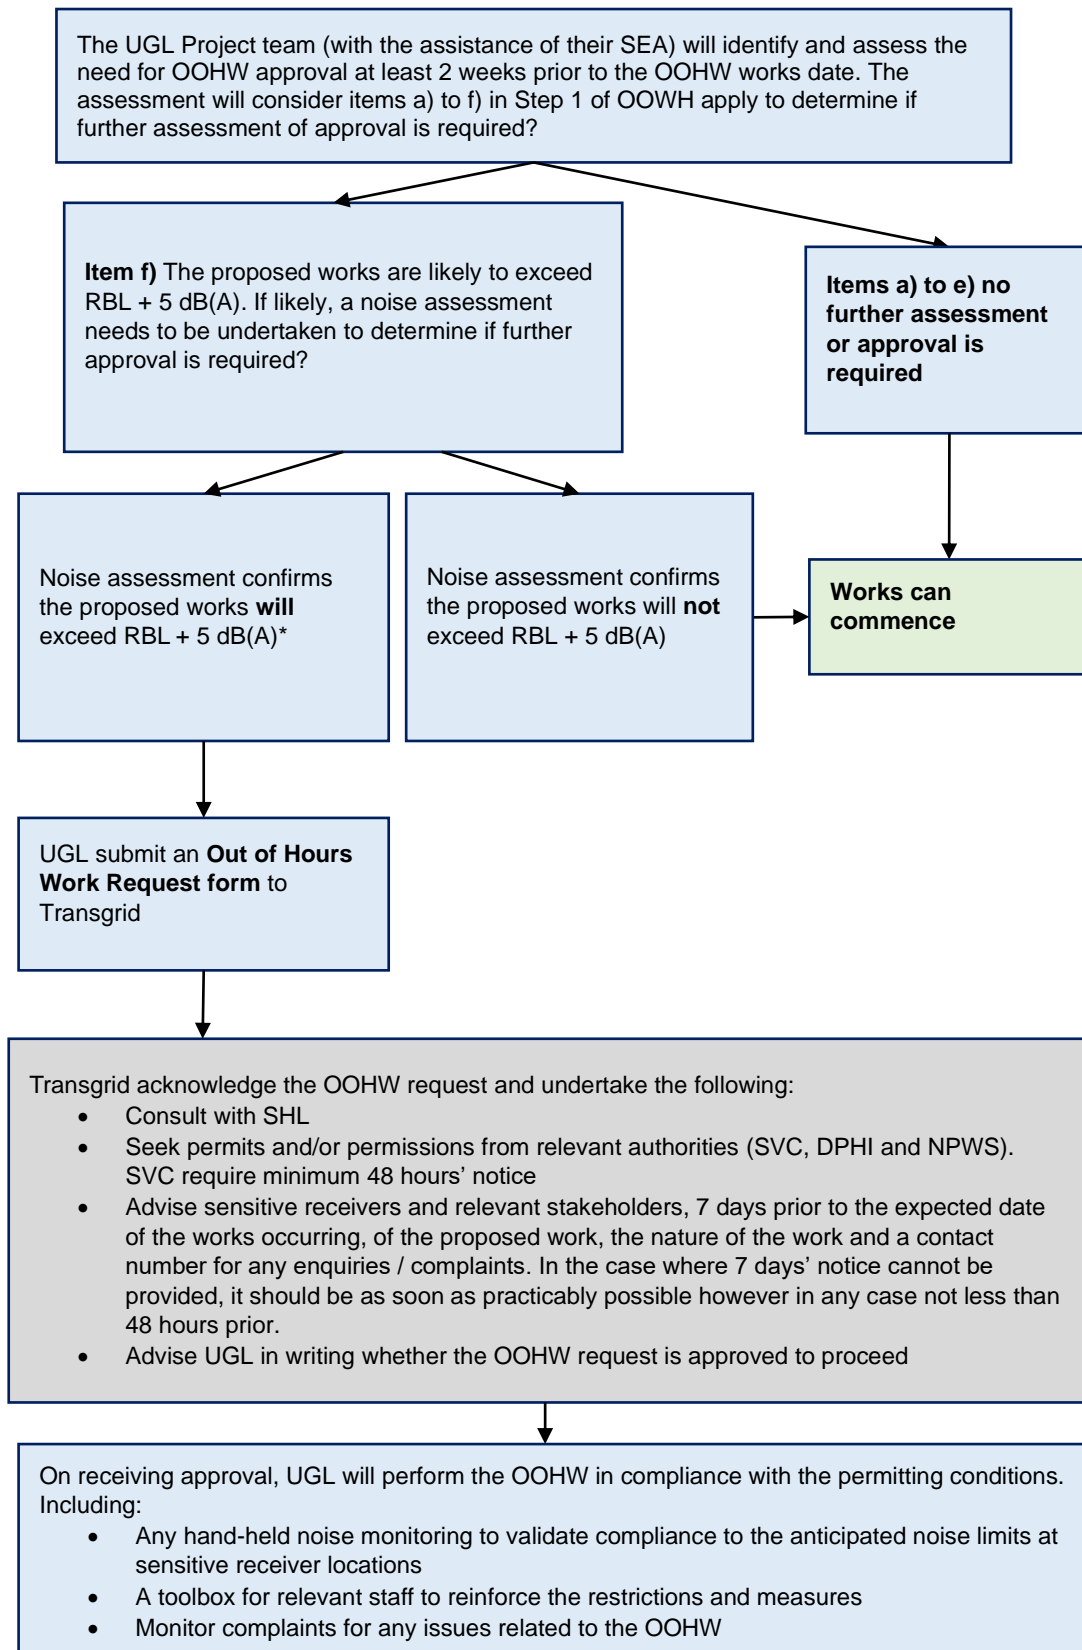 The UGL Project team (with the assistance of their SEA) will identify and assess the
need for OOHW approval at least 2 weeks prior to the OOHW works date. The
assessment will consider items a) to f) in Step 1 of OOWH apply to determine if
further assessment of approval is required?
Item f) The proposed works are likely to exceed
RBL + 5 dB(A). If likely, a noise assessment
needs to be undertaken to determine if further
approval is required?
Items a) to e) no
further assessment
or approval is
required
Noise assessment confirms
the proposed works will
exceed RBL + 5 dB(A)*
Noise assessment confirms
the proposed works will not
exceed RBL + 5 dB(A)
Works can
commence
UGL submit an Out of Hours
Work Request form to
Transgrid
Transgrid acknowledge the OOHW request and undertake the following:
• Consult with SHL
• Seek permits and/or permissions from relevant authorities (SVC, DPHI and NPWS).
SVC require minimum 48 hours’ notice
• Advise sensitive receivers and relevant stakeholders, 7 days prior to the expected date
of the works occurring, of the proposed work, the nature of the work and a contact
number for any enquiries / complaints. In the case where 7 days’ notice cannot be
provided, it should be as soon as practicably possible however in any case not less than
48 hours prior.
• Advise UGL in writing whether the OOHW request is approved to proceed
On receiving approval, UGL will perform the OOHW in compliance with the permitting conditions.
Including:
• Any hand-held noise monitoring to validate compliance to the anticipated noise limits at
sensitive receiver locations
• A toolbox for relevant staff to reinforce the restrictions and measures
• Monitor complaints for any issues related to the OOHW